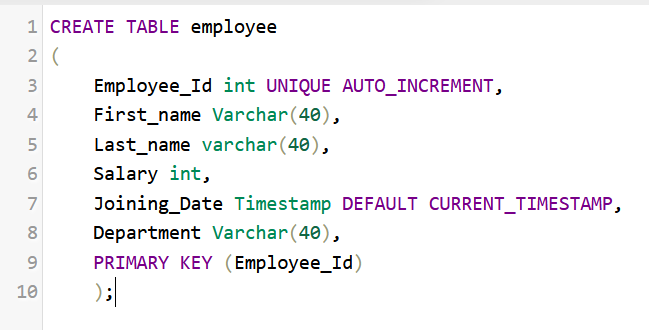 1 CREATE TABLE employee
2 (
3 Employee_Id int UNIQUE AUTO_INCREMENT,
4 First_name Varchar(40),
5 Last_name varchar(40),
6 Salary int,
7 Joining_Date Timestamp DEFAULT CURRENT_TIMESTAMP,
8 Department Varchar(40),
9 PRIMARY KEY (Employee_Id)
10 );